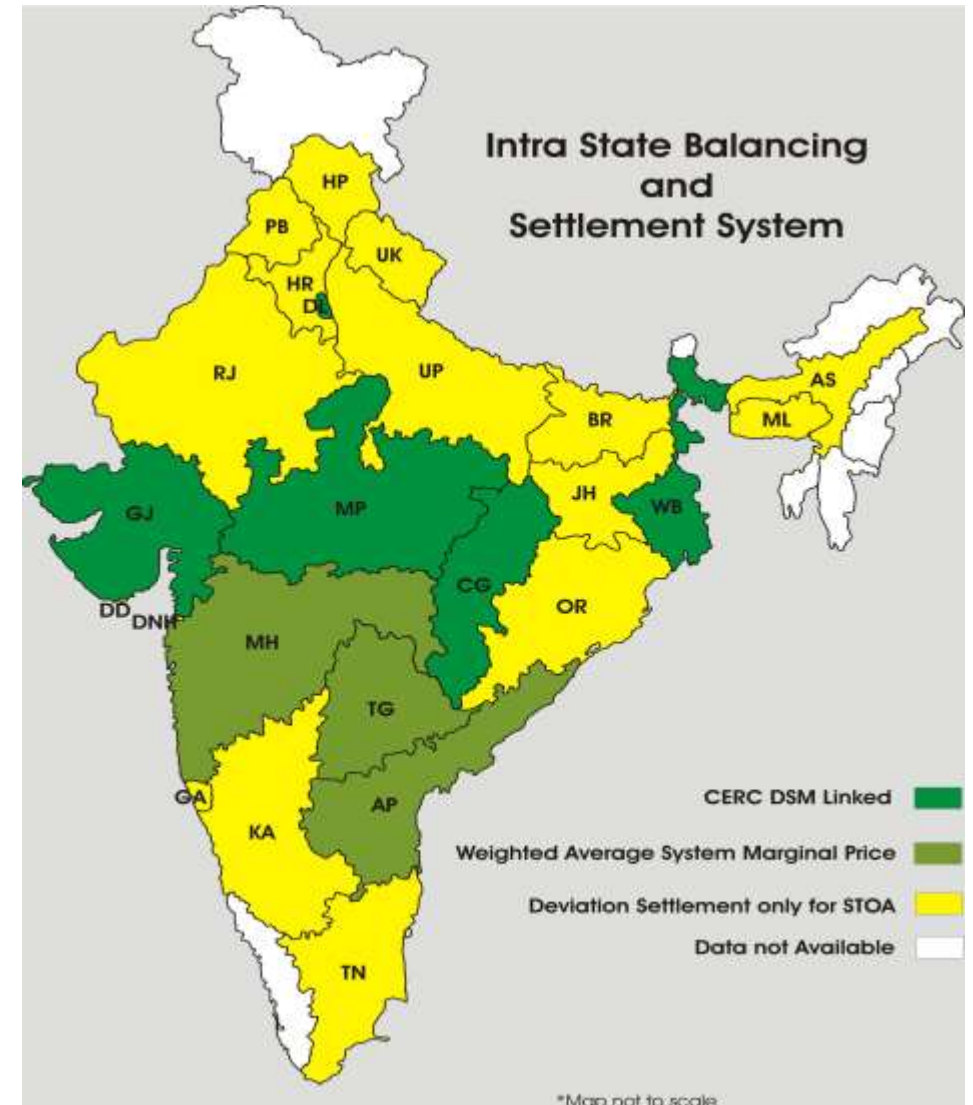 Intra State Balancing
and
Settlement System
HP
PB
UK
HR
DL
RJ
UP
AS
BR
ML
JH
GJ
MP
WB
CG
OR
DD
DNH
MH
TG
GA
AP
KA
TN
CERC DSM Linked
Weighted Average System Marginal Price
Deviation Settlement only for STOA
Data not Available
*Map not to scale